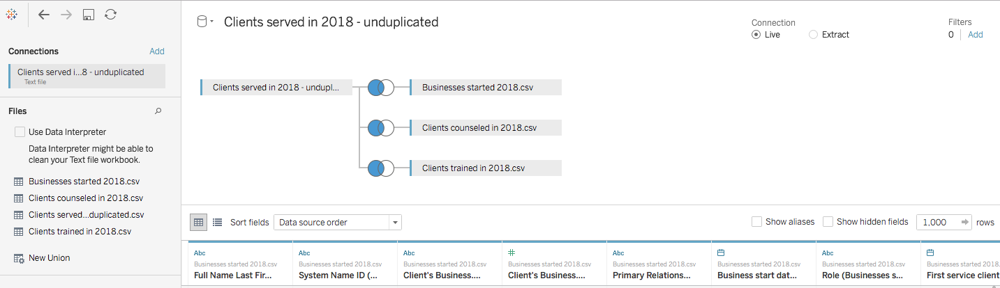 Clients served in 2018 - unduplicated
Connection
Live
Extract
Filters
0
Add
Connections
Add
Clients served i...8 - unduplicated
Text file
Files
Use Data Interpreter
Data Interpreter might be able to
clean your Text file workbook.
Businesses started 2018.csv
Clients counseled in 2018.csv
Clients served...duplicated.csv
Clients trained in 2018.csv
New Union
Clients served in 2018 - undupl...
Businesses started 2018.csv
Clients counseled in 2018.csv
Clients trained in 2018.csv
Sort fields
Data source order
Show aliases
Show hidden fields
1,000
rows
Abc
Businesses started 2018.csv
Full Name Last Fir...
Abc
Businesses started 2018.csv
System Name ID (...
Abc
Businesses started 2018.csv
Client's Business....
#
Businesses started 2018.csv
Client's Business....
Abc
Businesses started 2018.csv
Primary Relations...
Businesses started 2018.csv
Business start dat...
Abc
Businesses started 2018.csv
Role (Businesses s...
Businesses started 2018.csv
First service client